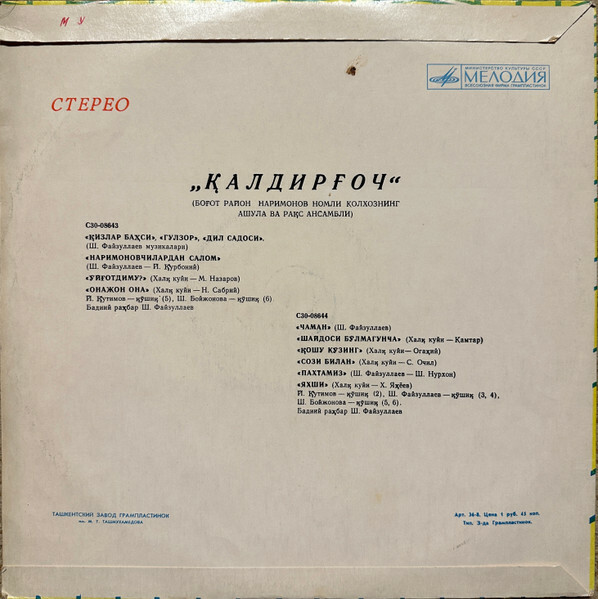 М У
МИНИСТЕРСТВО КУЛЬТУРЫ СССР
МЕЛОДИЯ
ВСЕСОЮЗНАЯ ФИРМА ГРАМПЛАСТИНОК
СТЕРЕО
„ҚАЛДИРҒОЧ“
(БОҒОТ РАЙОН НАРИМОНОВ НОМЛИ КОЛХОЗНИНГ
АШУЛА ВА РАҚС АНСАМБЛИ)
С30-08643
«ҚИЗЛАР БАҲСИ», «ГУЛЗОР», «ДИЛ САДОСИ».
(Ш. Файзуллаев музикалари)
«НАРИМОНОВЧИЛАРДАН САЛОМ»
(Ш. Файзуллаев — Й. Қурбоний)
«ЎЙҒОТДИМУ?» (Халқ куйи — М. Назаров)
«ОНАЖОН ОНА» (Халқ куйи — Н. Сабрий)
Й. Қутимов — қўшиқ (5), Ш. Бойжонова — қўшиқ (6)
Бадиий раҳбар Ш. Файзуллаев
С30-08644
«ЧАМАН» (Ш. Файзуллаев)
«ШАЙДОСИ БЎЛМАГУНЧА» (Халқ куйи — Камтар)
«ҚОШУ КЎЗИНГ» (Халқ куйи — Огаҳий)
«СОЗИ БИЛАН» (Халқ куйи — С. Очил)
«ПАХТАМИЗ» (Ш. Файзуллаев — Ш. Нурхон)
«ЯХШИ» (Халқ куйи — Х. Яҳёев)
Й. Қутимов — қўшиқ (2), Ш. Файзуллаев — қўшиқ (3, 4),
Ш. Бойжонова — қўшиқ (5, 6).
Бадиий раҳбар Ш. Файзуллаев
ТАШКЕНТСКИЙ ЗАВОД ГРАМПЛАСТИНОК
им. М. Т. ТАШМУХАМЕДОВА
Арт. 36-8. Цена 1 руб. 45 коп.
Тип. З-да Грампластинок.